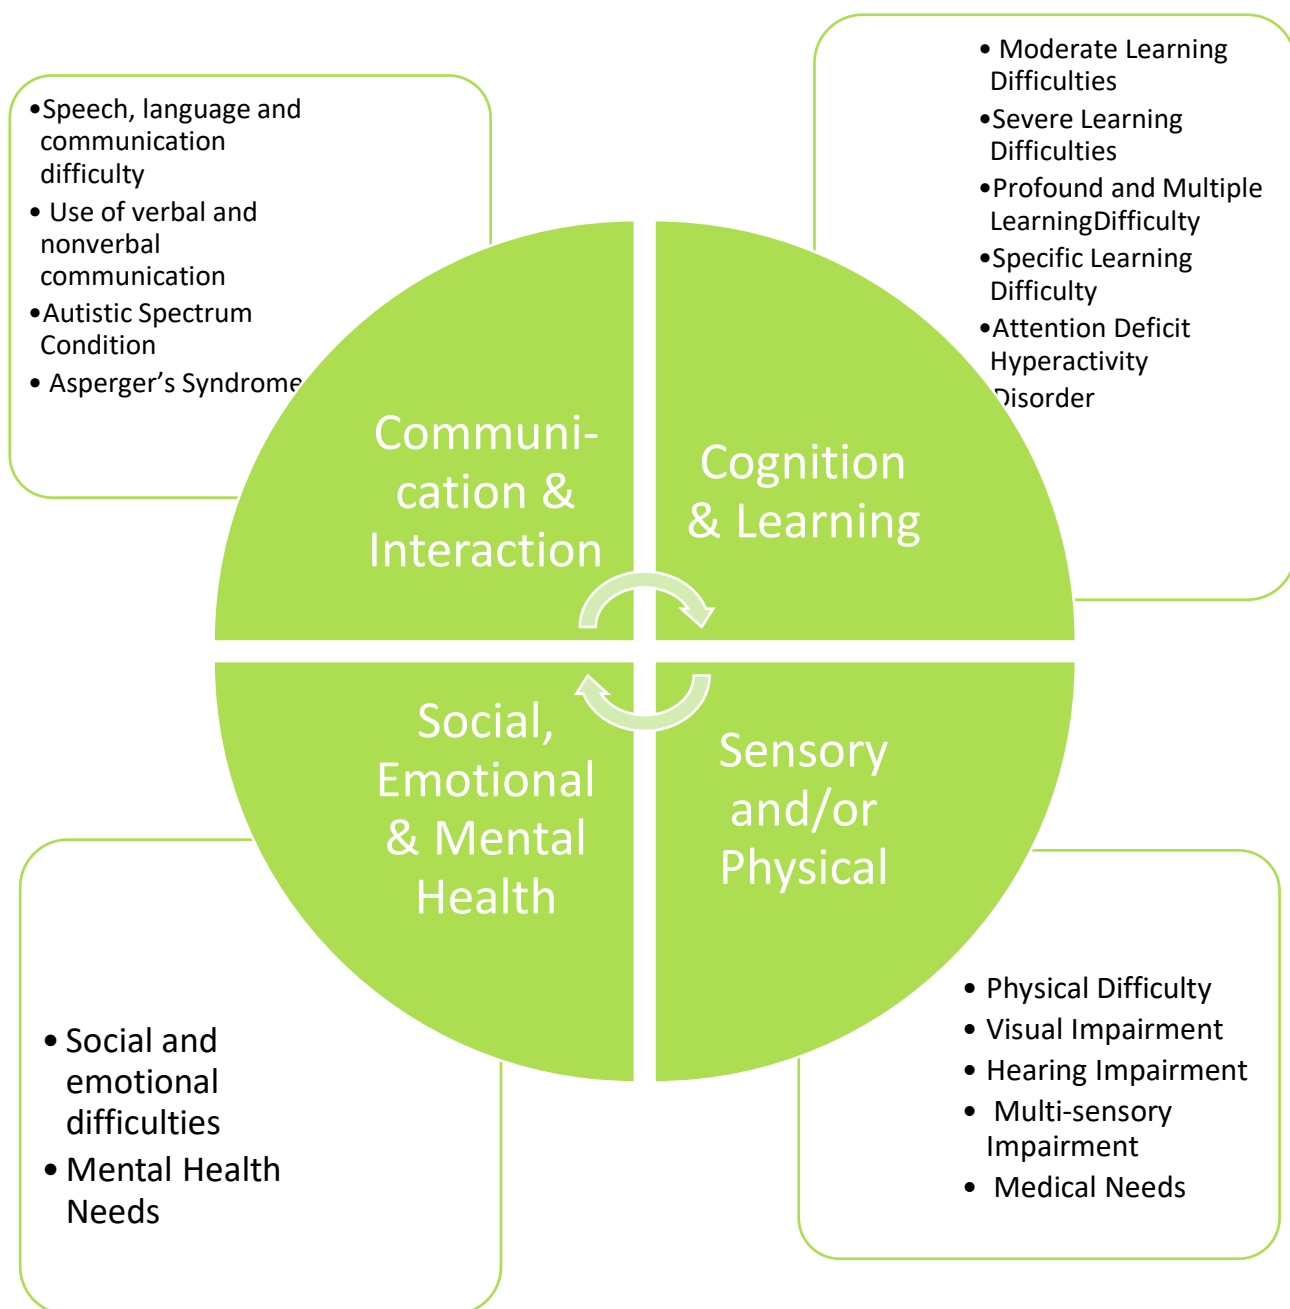 •Speech, language and
communication
difficulty
• Use of verbal and
nonverbal
communication
•Autistic Spectrum
Condition
• Asperger’s Syndrome
• Moderate Learning
Difficulties
•Severe Learning
Difficulties
•Profound and Multiple
LearningDifficulty
•Specific Learning
Difficulty
•Attention Deficit
Hyperactivity
Disorder
Communi-
cation &
Interaction
Cognition
& Learning
Social,
Emotional
& Mental
Health
Sensory
and/or
Physical
• Social and
emotional
difficulties
• Mental Health
Needs
• Physical Difficulty
• Visual Impairment
• Hearing Impairment
• Multi-sensory
Impairment
• Medical Needs